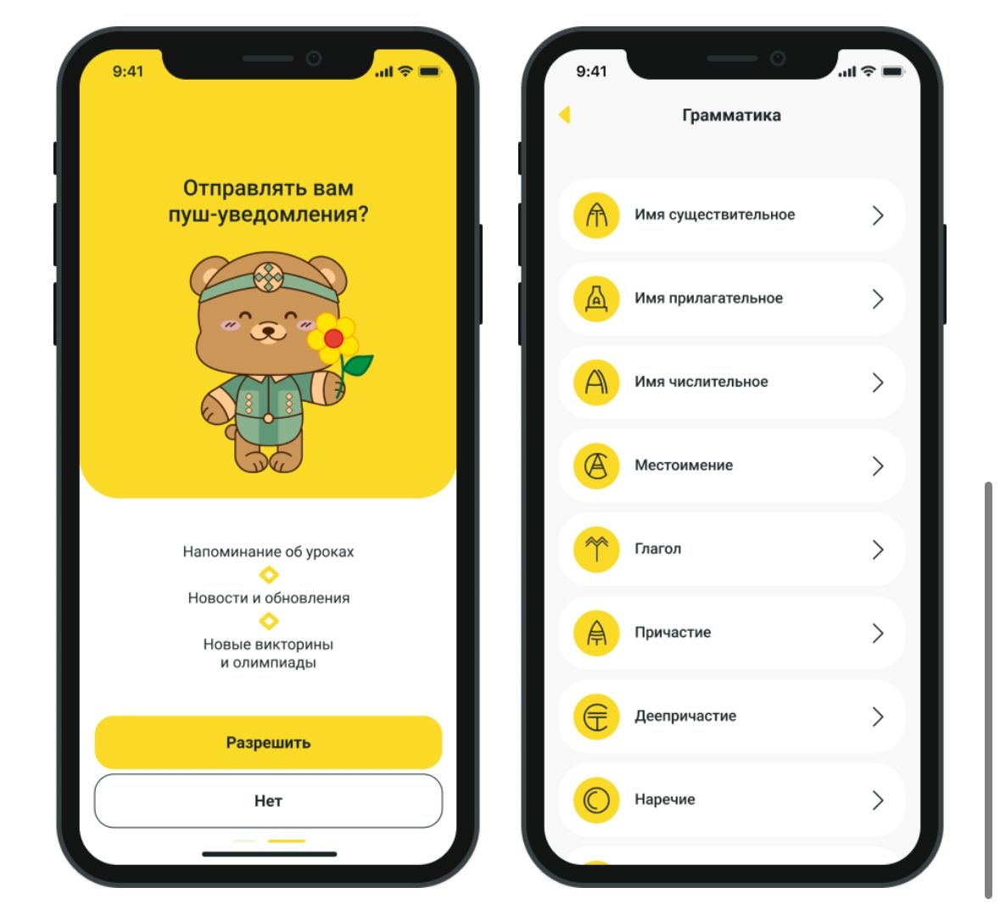 9:41
Отправлять вам
пуш-уведомления?
Напоминание об уроках
Новости и обновления
Новые викторины
и олимпиады
Разрешить
Нет
9:41
Грамматика
Имя существительное
Имя прилагательное
Имя числительное
Местоимение
Глагол
Причастие
Деепричастие
Наречие